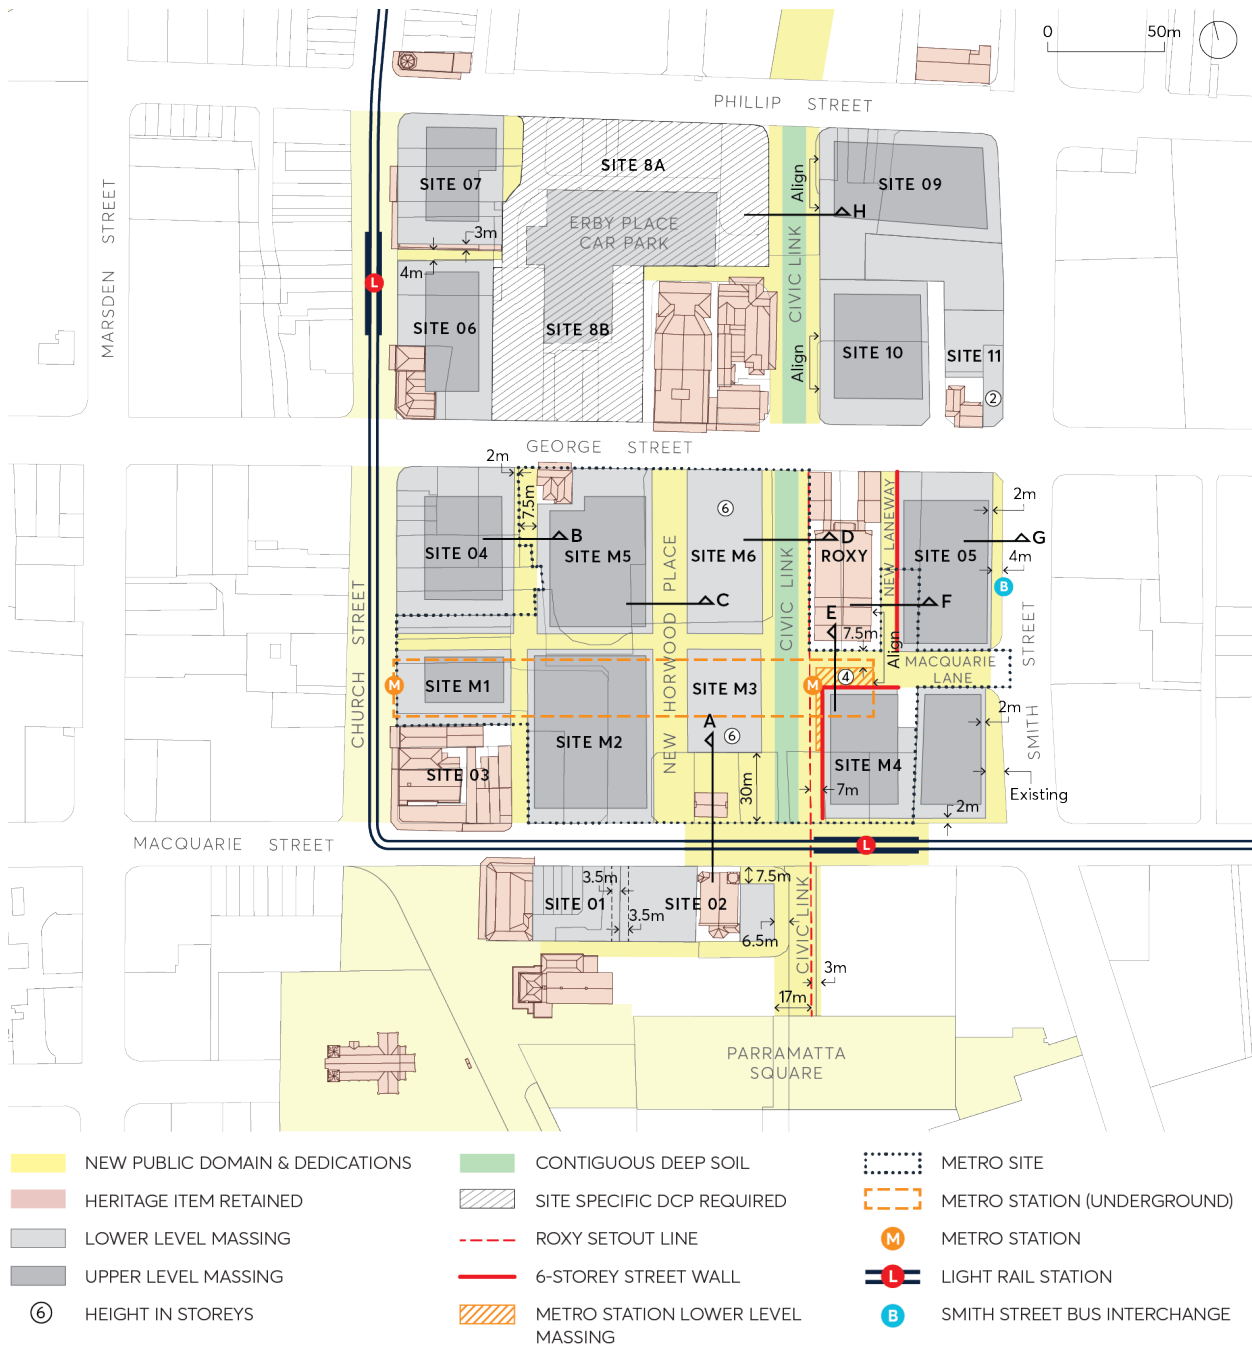 0 50m
PHILLIP STREET
MARSDEN STREET
SITE 07
SITE 8A
ERBY PLACE
CAR PARK
Align
CIVIC LINK
SITE 09
H
3m
4m
L
SITE 06
SITE 8B
Align
SITE 10
SITE 11
2
GEORGE STREET
2m
7.5m
B
SITE 04
SITE M5
NEW HORWOOD PLACE
6
SITE M6
CIVIC LINK
D
ROXY
NEW LANEWAY
SITE 05
2m
G
4m
B
C
E
F
7.5m
Align
CHURCH STREET
SMITH STREET
MACQUARIE
LANE
M
SITE M1
SITE M3
M
4
A
6
SITE M2
2m
SITE 03
30m
7m
SITE M4
2m
Existing
MACQUARIE STREET
L
3.5m
7.5m
SITE 01
SITE 02
3.5m
CIVIC LINK
6.5m
3m
17m
PARRAMATTA
SQUARE
NEW PUBLIC DOMAIN & DEDICATIONS
HERITAGE ITEM RETAINED
LOWER LEVEL MASSING
UPPER LEVEL MASSING
6 HEIGHT IN STOREYS
CONTIGUOUS DEEP SOIL
SITE SPECIFIC DCP REQUIRED
ROXY SETOUT LINE
6-STOREY STREET WALL
METRO STATION LOWER LEVEL
MASSING
METRO SITE
METRO STATION (UNDERGROUND)
M METRO STATION
L LIGHT RAIL STATION
B SMITH STREET BUS INTERCHANGE